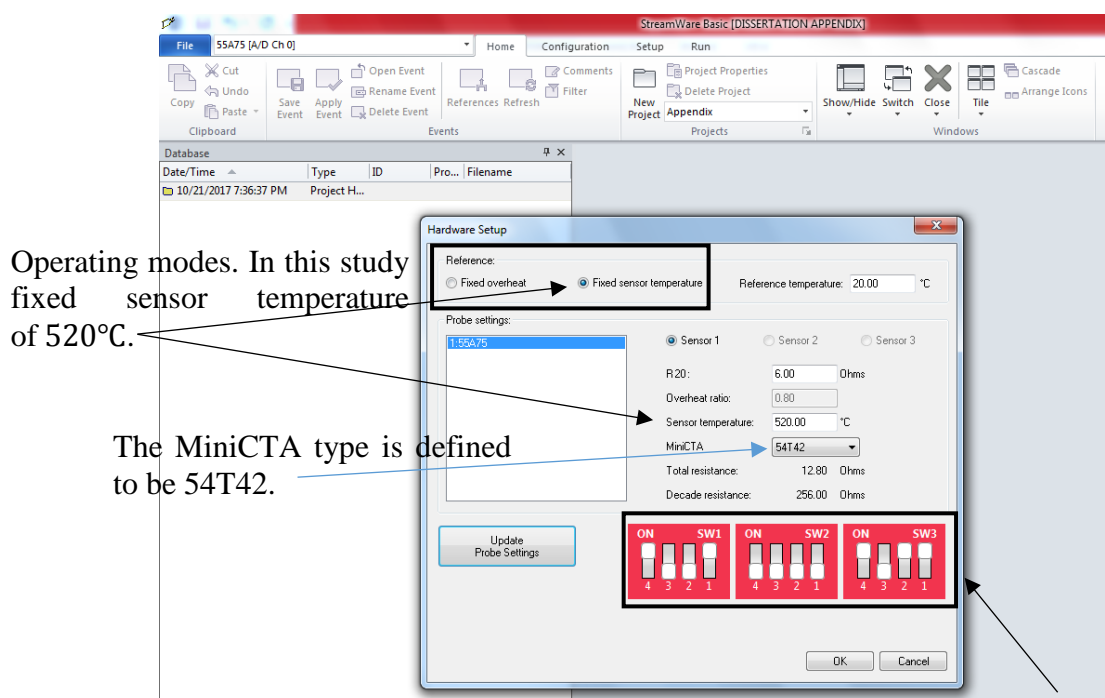 StreamWare Basic [DISSERTATION APPENDIX]
File 55A75 [A/D Ch 0] Home Configuration Setup Run
Cut
Undo
Copy Paste
Clipboard
Save Event
Apply Event
Open Event
Rename Event
Delete Event
References Refresh
Comments
Filter
Events
New Project
Project Properties
Delete Project
Appendix
Projects
Show/Hide Switch Close Tile
Cascade
Arrange Icons
Windows
Database
Date/Time Type ID Pro... Filename
10/21/2017 7:36:37 PM Project H...
Operating modes. In this study
fixed sensor temperature
of 520℃.
The MiniCTA type is defined
to be 54T42.
Hardware Setup
Reference:
Fixed overheat Fixed sensor temperature Reference temperature: 20.00 °C
Probe settings:
1:55A75
Sensor 1 Sensor 2 Sensor 3
R20: 6.00 Ohms
Overheat ratio: 0.80
Sensor temperature: 520.00 °C
MiniCTA 54T42
Total resistance: 12.80 Ohms
Decade resistance: 256.00 Ohms
Update
Probe Settings
ON SW1 ON SW2 ON SW3
4 3 2 1 4 3 2 1 4 3 2 1
OK Cancel